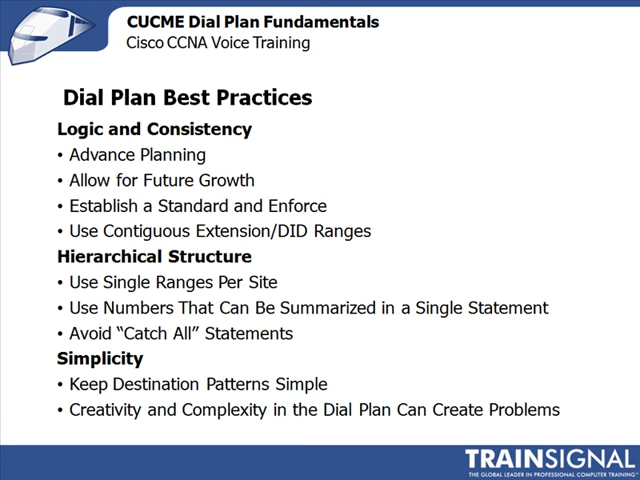 CUCME Dial Plan Fundamentals
Cisco CCNA Voice Training
Dial Plan Best Practices
Logic and Consistency
• Advance Planning
• Allow for Future Growth
• Establish a Standard and Enforce
• Use Contiguous Extension/DID Ranges
Hierarchical Structure
• Use Single Ranges Per Site
• Use Numbers That Can Be Summarized in a Single Statement
• Avoid “Catch All” Statements
Simplicity
• Keep Destination Patterns Simple
• Creativity and Complexity in the Dial Plan Can Create Problems
TRAINSIGNAL
THE GLOBAL LEADER IN PROFESSIONAL COMPUTER TRAINING